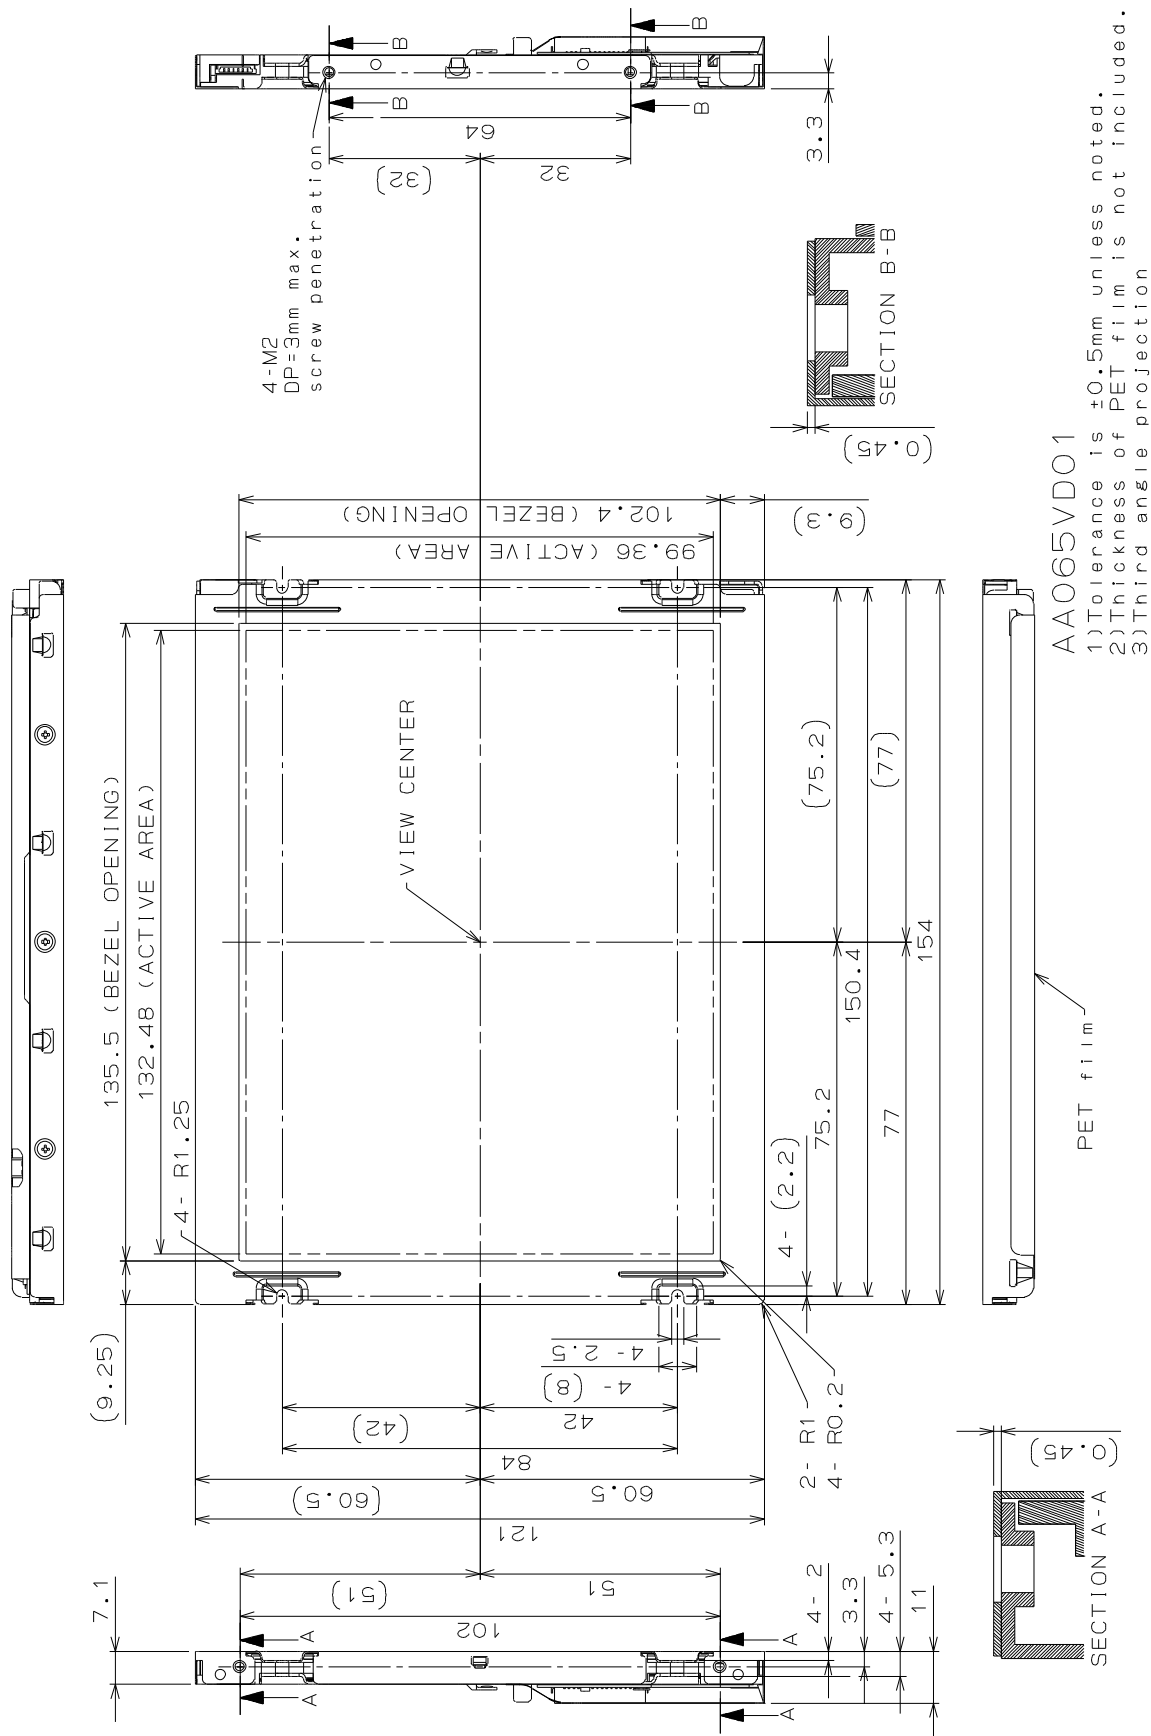 B
B
B
B
64
(32)
32
3.3
4-M2
DP=3mm max.
screw penetration
SECTION B-B
(0.45)
AA065VD01
1)Tolerance is ±0.5mm unless noted.
2)Thickness of PET film is not included.
3)Third angle projection
102.4 (BEZEL OPENING)
99.36 (ACTIVE AREA)
(9.3)
135.5 (BEZEL OPENING)
132.48 (ACTIVE AREA)
VIEW CENTER
(75.2)
(77)
154
150.4
75.2
77
4- R1.25
4- (2.2)
(9.25)
4- 2.5
4- (8)
(42)
42
84
(60.5)
60.5
121
2- R1
4- R0.2
PET film
7.1
(51)
51
102
A
A
A
A
4- 2
3.3
4- 5.3
11
SECTION A-A
(0.45)